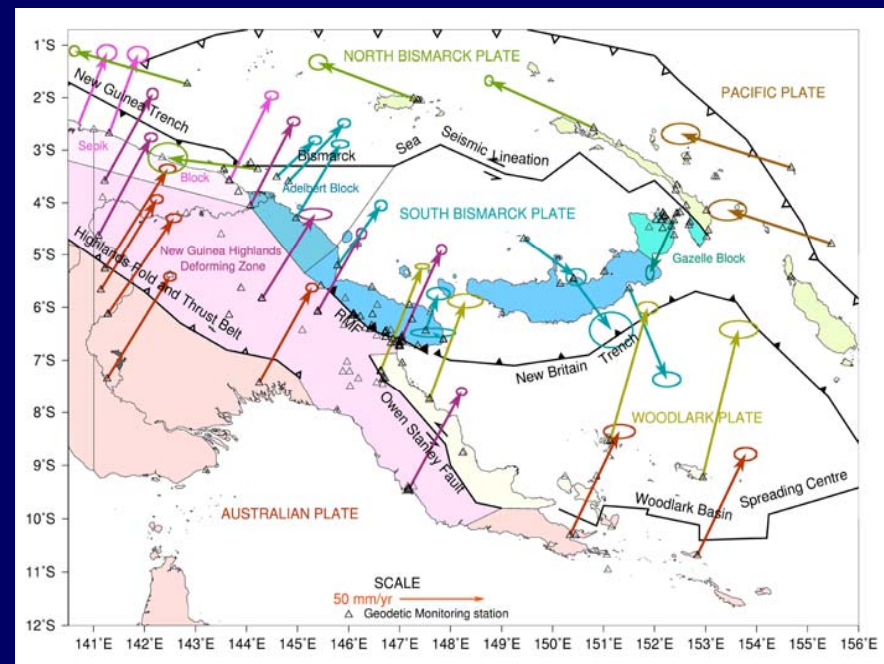 1°S
2°S
3°S
4°S
5°S
6°S
7°S
8°S
9°S
10°S
11°S
12°S
NORTH BISMARCK PLATE
PACIFIC PLATE
New Guinea Trench
Sepik
Block
Bismarck
Sea
Seismic Lineation
Adelbert Block
SOUTH BISMARCK PLATE
Gazelle Block
New Guinea Highlands
Deforming Zone
Highlands Fold and Thrust Belt
RMF
New Britain Trench
WOODLARK PLATE
Owen Stanley Fault
Woodlark Basin
Spreading Centre
AUSTRALIAN PLATE
SCALE
50 mm/yr
Geodetic Monitoring station
141°E 142°E 143°E 144°E 145°E 146°E 147°E 148°E 149°E 150°E 151°E 152°E 153°E 154°E 155°E 156°E